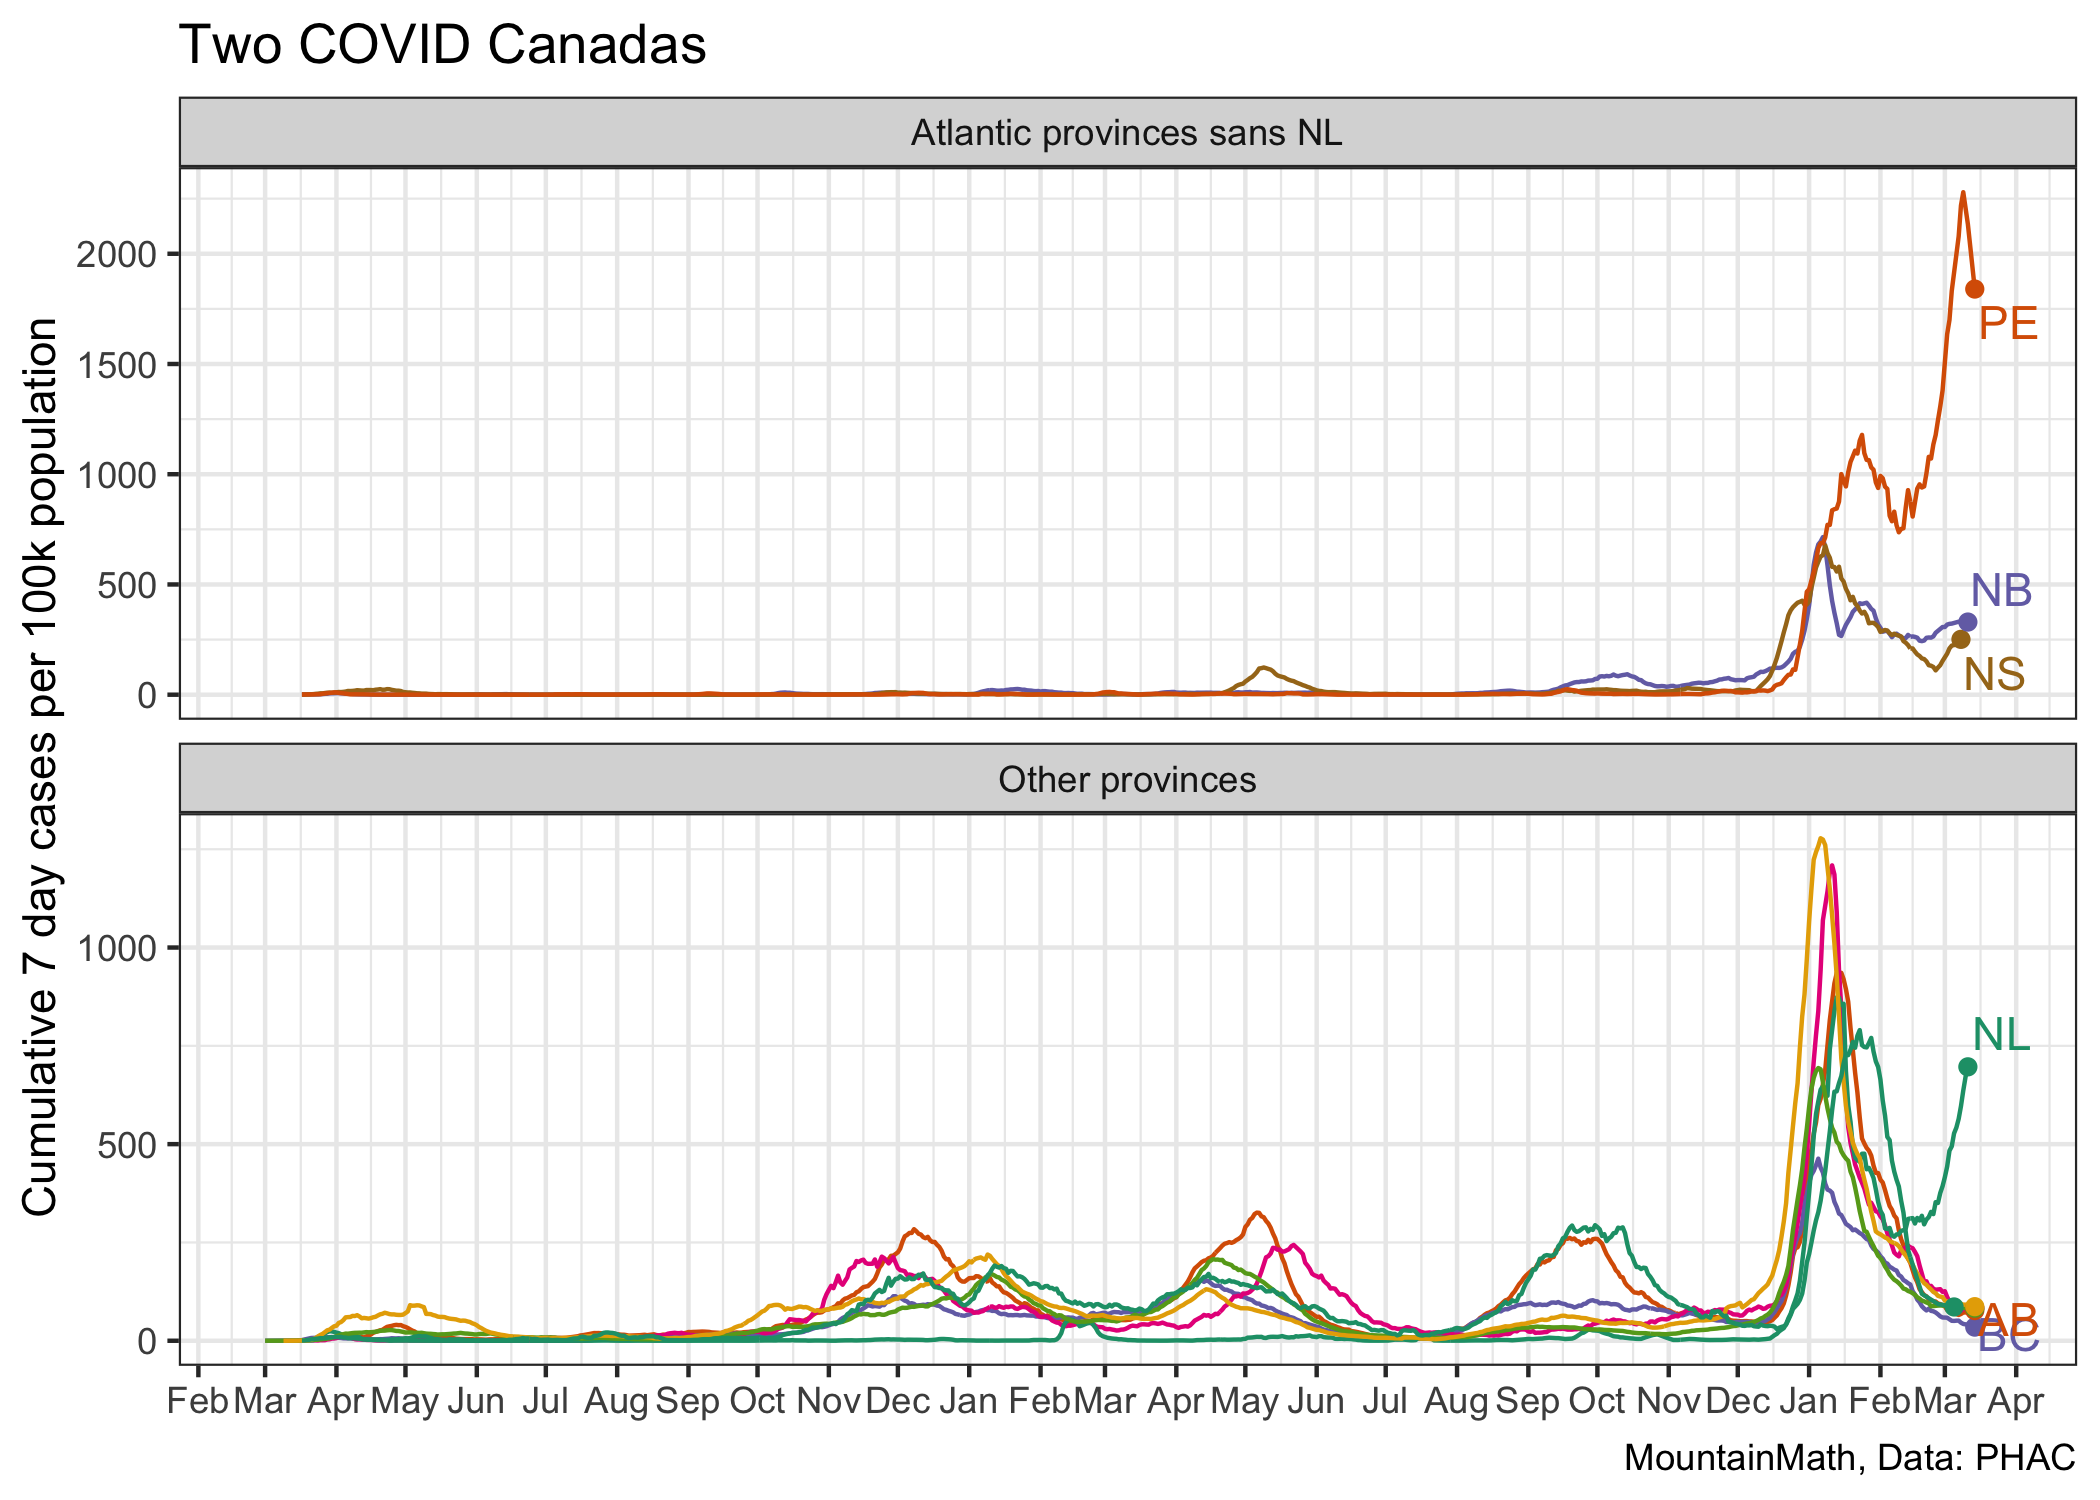 Two COVID Canadas
Atlantic provinces sans NL
Cumulative 7 day cases per 100k population
2000
1500
1000
500
0
PE
NB
NS
Other provinces
1000
500
0
NL
AB
BC
Feb Mar Apr May Jun Jul Aug Sep Oct Nov Dec Jan Feb Mar Apr May Jun Jul Aug Sep Oct Nov Dec Jan Feb Mar Apr
MountainMath, Data: PHAC